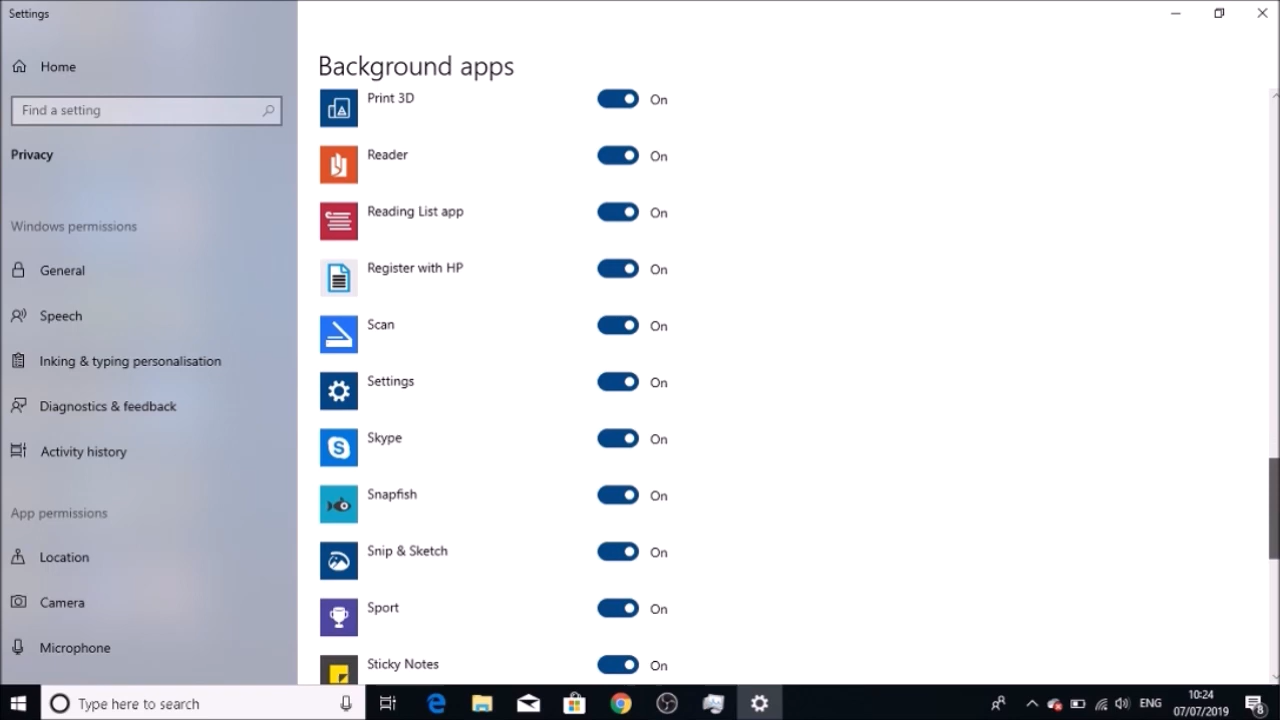 Settings
Home
Find a setting
Privacy
Windows permissions
General
Speech
Inking & typing personalisation
Diagnostics & feedback
Activity history
App permissions
Location
Camera
Microphone
Background apps
Print 3D On
Reader On
Reading List app On
Register with HP On
Scan On
Settings On
Skype On
Snapfish On
Snip & Sketch On
Sport On
Sticky Notes On
Type here to search
ENG
10:24
07/07/2019
8